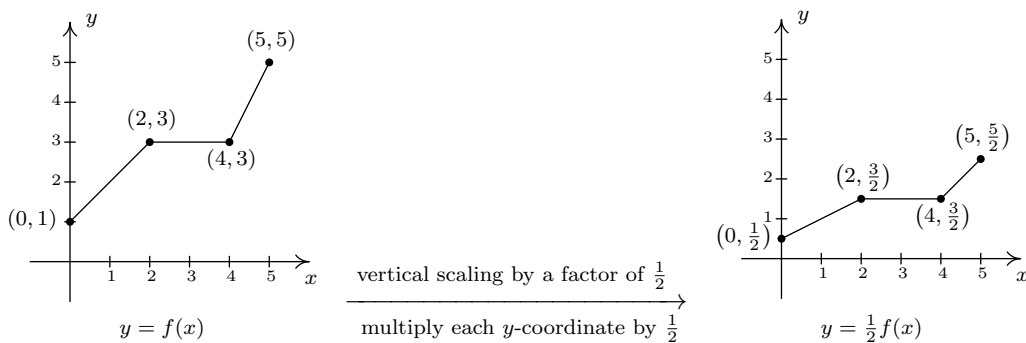 y
(5, 5)
5
4
(2, 3)
3
(4, 3)
2
(0, 1)
1 2 3 4 5 x
y = f(x)
vertical scaling by a factor of 1/2
multiply each y-coordinate by 1/2
y
5
4
3
(5, 5/2)
2
(2, 3/2)
1
(4, 3/2)
(0, 1/2)
1 2 3 4 5 x
y = 1/2 f(x)